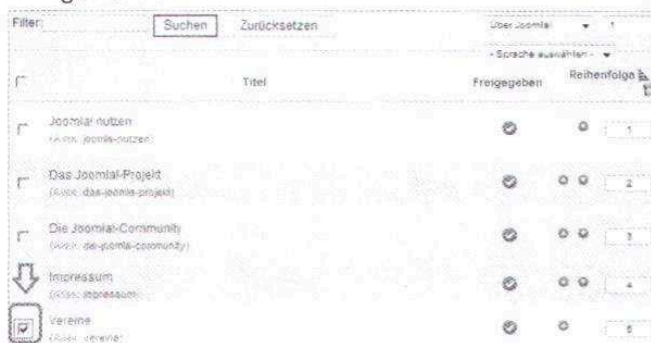 Filter: Suchen Zurücksetzen Über Joomla! 1
- Sprache auswählen -
Titel Freigegeben Reihenfolge
Joomla! nutzen 1
(Alias: joomla-nutzen)
Das Joomla!-Projekt 2
(Alias: das-joomla-projekt)
Die Joomla!-Community 3
(Alias: die-joomla-community)
Impressum 4
(Alias: impressum)
Vereine 5
(Alias: vereine)